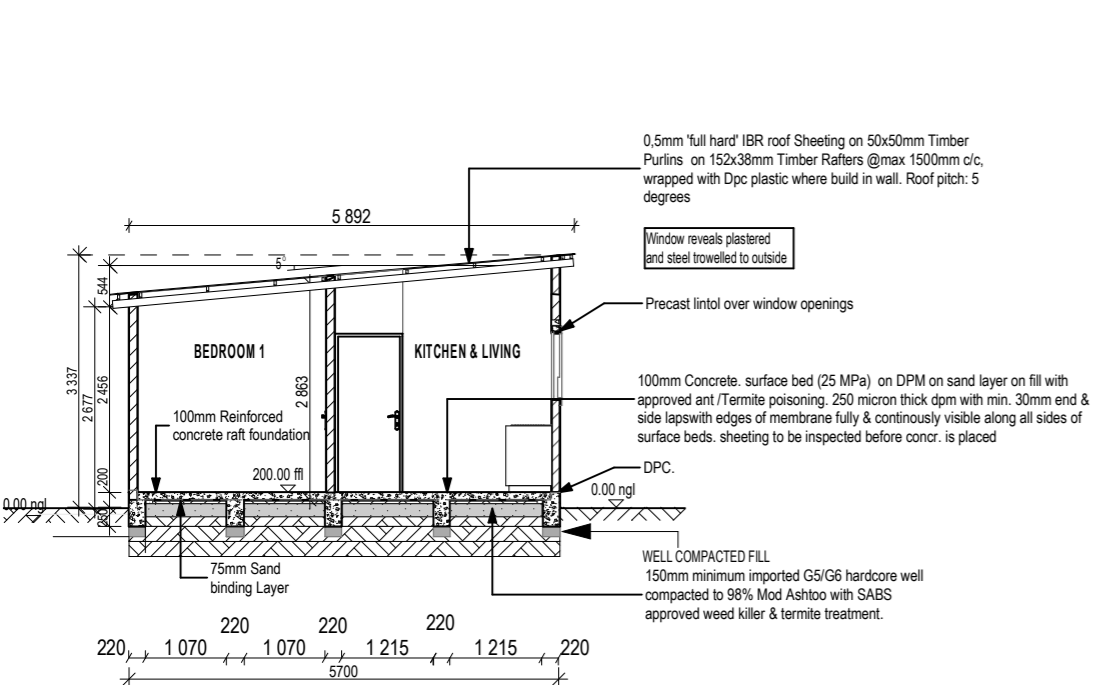 0,5mm 'full hard' IBR roof Sheeting on 50x50mm Timber
Purlins on 152x38mm Timber Rafters @max 1500mm c/c,
wrapped with Dpc plastic where build in wall. Roof pitch: 5
degrees
5 892
Window reveals plastered
and steel trowelled to outside
5°
544
Precast lintol over window openings
BEDROOM 1
KITCHEN & LIVING
3 337
2 677
2 456
2 863
100mm Concrete. surface bed (25 MPa) on DPM on sand layer on fill with
approved ant /Termite poisoning. 250 micron thick dpm with min. 30mm end &
side lapswith edges of membrane fully & continously visible along all sides of
surface beds. sheeting to be inspected before concr. is placed
100mm Reinforced
concrete raft foundation
DPC.
200
200.00 ffl
0.00 ngl
0.00 ngl
250
WELL COMPACTED FILL
150mm minimum imported G5/G6 hardcore well
compacted to 98% Mod Ashtoo with SABS
approved weed killer & termite treatment.
75mm Sand
binding Layer
220 220 220
220 1 070 1 070 1 215 1 215 220
5700